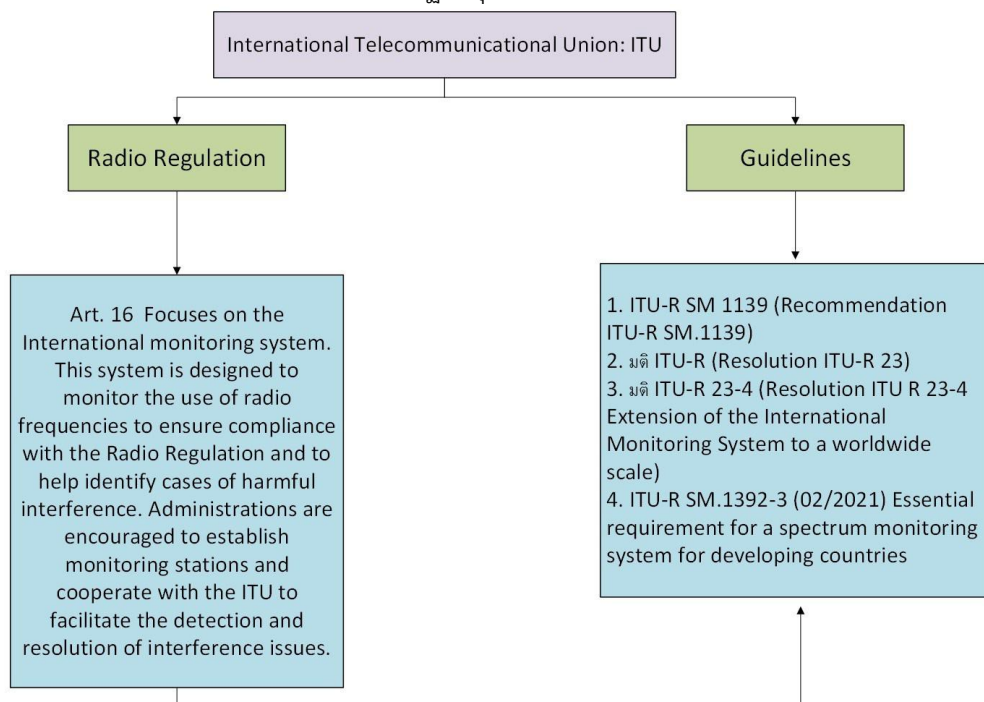 International Telecommunicational Union: ITU
Radio Regulation
Guidelines
Art. 16 Focuses on the
International monitoring system.
This system is designed to
monitor the use of radio
frequencies to ensure compliance
with the Radio Regulation and to
help identify cases of harmful
interference. Administrations are
encouraged to establish
monitoring stations and
cooperate with the ITU to
facilitate the detection and
resolution of interference issues.
1. ITU-R SM 1139 (Recommendation
ITU-R SM.1139)
2. มติ ITU-R (Resolution ITU-R 23)
3. มติ ITU-R 23-4 (Resolution ITU R 23-4
Extension of the International
Monitoring System to a worldwide
scale)
4. ITU-R SM.1392-3 (02/2021) Essential
requirement for a spectrum monitoring
system for developing countries